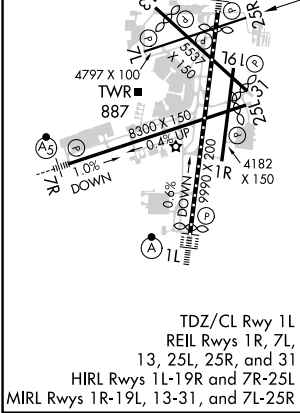 25R
7L
5537
X 150
19L
4797 X 100
TWR
887
25L
31
8300 X 150
A5
0.4% UP
4182
X 150
1R
7R
1.0%
DOWN
0.6%
DOWN
9990 X 200
A
1L
TDZ/CL Rwy 1L
REIL Rwys 1R, 7L,
13, 25L, 25R, and 31
HIRL Rwys 1L-19R and 7R-25L
MIRL Rwys 1R-19L, 13-31, and 7L-25R